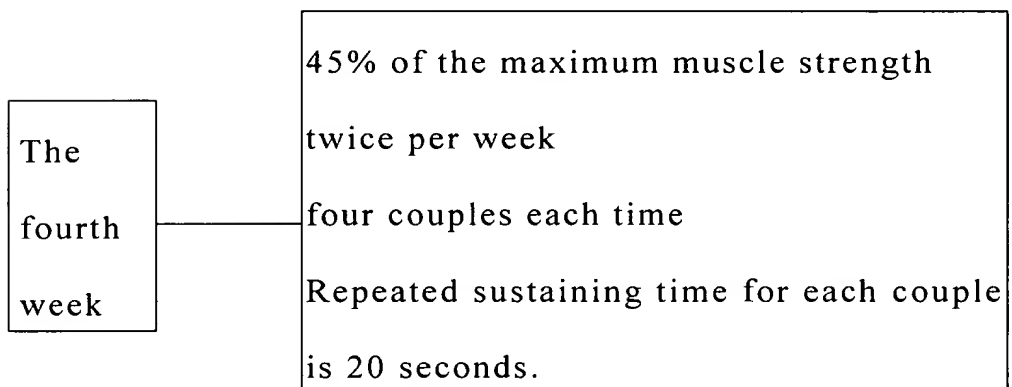 The
fourth
week
45% of the maximum muscle strength
twice per week
four couples each time
Repeated sustaining time for each couple
is 20 seconds.